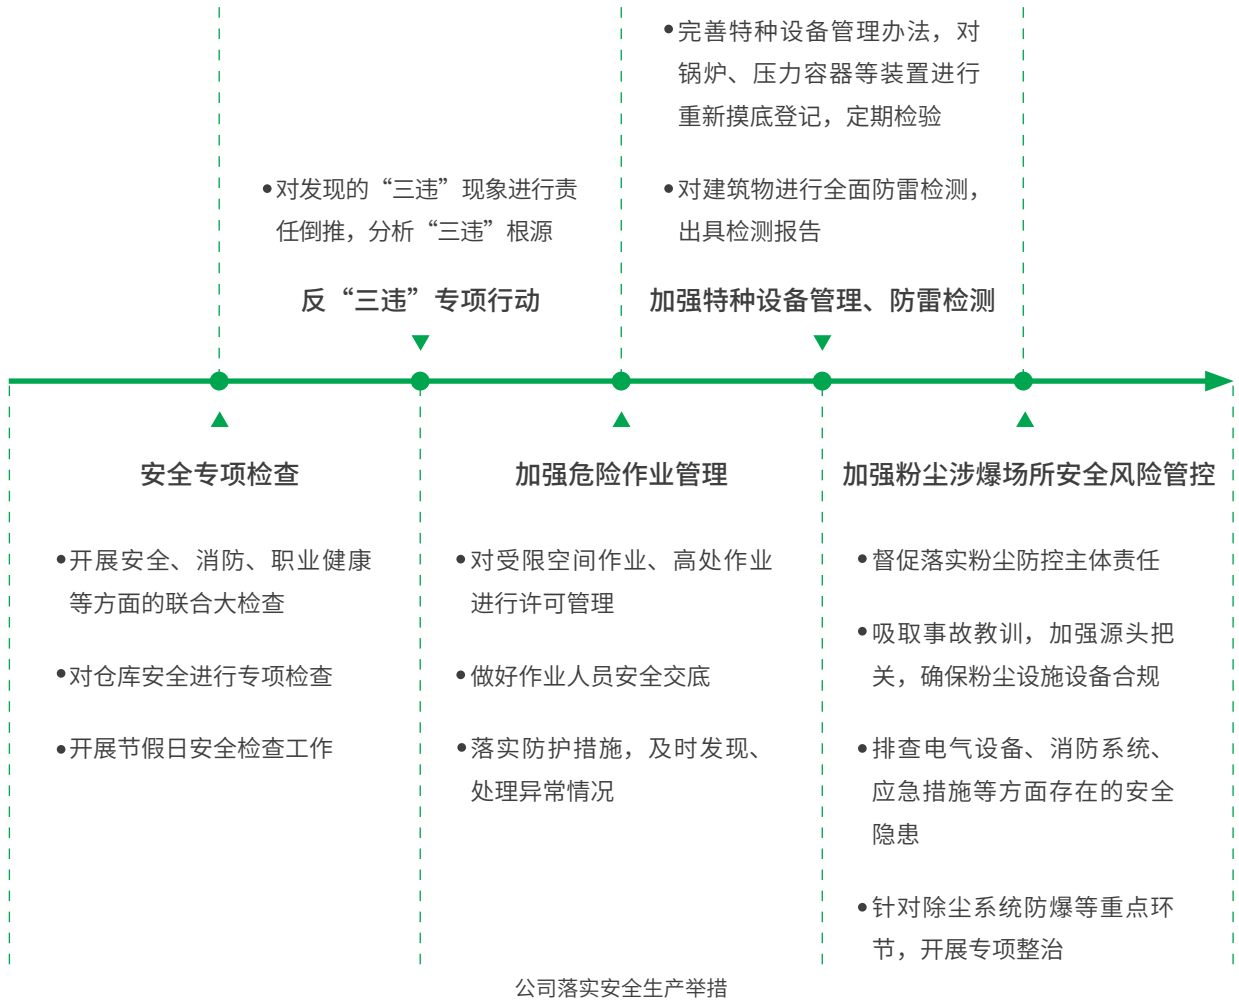 完善特种设备管理办法，对
锅炉、压力容器等装置进行
重新摸底登记，定期检验
对发现的“三违”现象进行责
任倒推，分析“三违”根源
对建筑物进行全面防雷检测，
出具检测报告
反“三违”专项行动
加强特种设备管理、防雷检测
安全专项检查
开展安全、消防、职业健康
等方面的联合大检查
对仓库安全进行专项检查
开展节假日安全检查工作
加强危险作业管理
对受限空间作业、高处作业
进行许可管理
做好作业人员安全交底
落实防护措施，及时发现、
处理异常情况
加强粉尘涉爆场所安全风险管控
督促落实粉尘防控主体责任
吸取事故教训，加强源头把
关，确保粉尘设施设备合规
排查电气设备、消防系统、
应急措施等方面存在的安全
隐患
针对除尘系统防爆等重点环
节，开展专项整治
公司落实安全生产举措